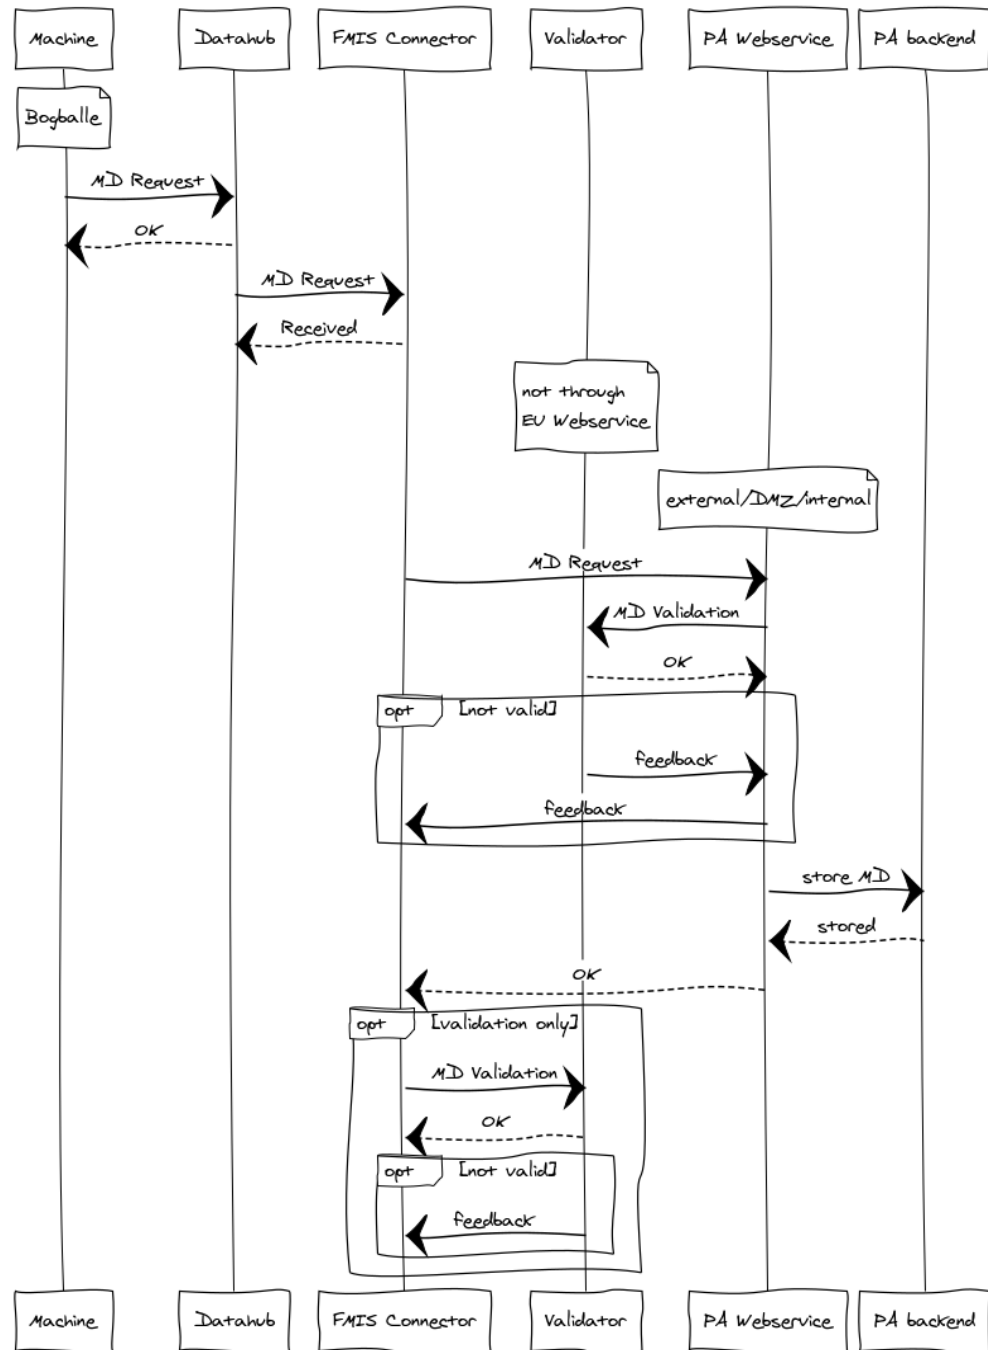 Machine
Datahub
FMIS Connector
Validator
PA Webservice
PA backend
Bogballe
MD Request
OK
MD Request
Received
not through
EU Webservice
external/DMZ/internal
MD Request
MD Validation
OK
opt
[not valid]
feedback
feedback
store MD
stored
OK
opt
[validation only]
MD Validation
OK
opt
[not valid]
feedback
Machine
Datahub
FMIS Connector
Validator
PA Webservice
PA backend